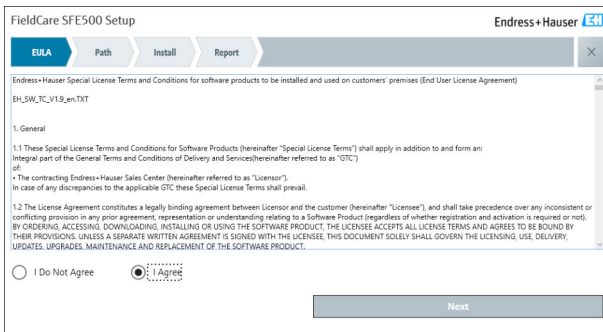 FieldCare SFE500 Setup
Endress+Hauser EH
EULA Path Install Report
Endress+Hauser Special License Terms and Conditions for software products to be installed and used on customers' premises (End User License Agreement)
EH_SW_TC_V1.9_en.TXT
1. General
1.1 These Special License Terms and Conditions for Software Products (hereinafter "Special License Terms") shall apply in addition to and form an:
Integral part of the General Terms and Conditions of Delivery and Services(hereinafter referred to as "GTC")
of:
• The contracting Endress+Hauser Sales Center (hereinafter referred to as "Licensor").
In case of any discrepancies to the applicable GTC these Special License Terms shall prevail.
1.2 The License Agreement constitutes a legally binding agreement between Licensor and the customer (hereinafter "Licensee"), and shall take precedence over any inconsistent or
conflicting provision in any prior agreement, representation or understanding relating to a Software Product (regardless of whether registration and activation is required or not).
BY ORDERING, ACCESSING, DOWNLOADING, INSTALLING OR USING THE SOFTWARE PRODUCT, THE LICENSEE ACCEPTS ALL LICENSE TERMS AND AGREES TO BE BOUND BY
THEIR PROVISIONS. UNLESS A SEPARATE WRITTEN AGREEMENT IS SIGNED WITH THE LICENSEE, THIS DOCUMENT SOLELY SHALL GOVERN THE LICENSING, USE, DELIVERY,
UPDATES, UPGRADES, MAINTENANCE AND REPLACEMENT OF THE SOFTWARE PRODUCT.
I Do Not Agree I Agree
Next